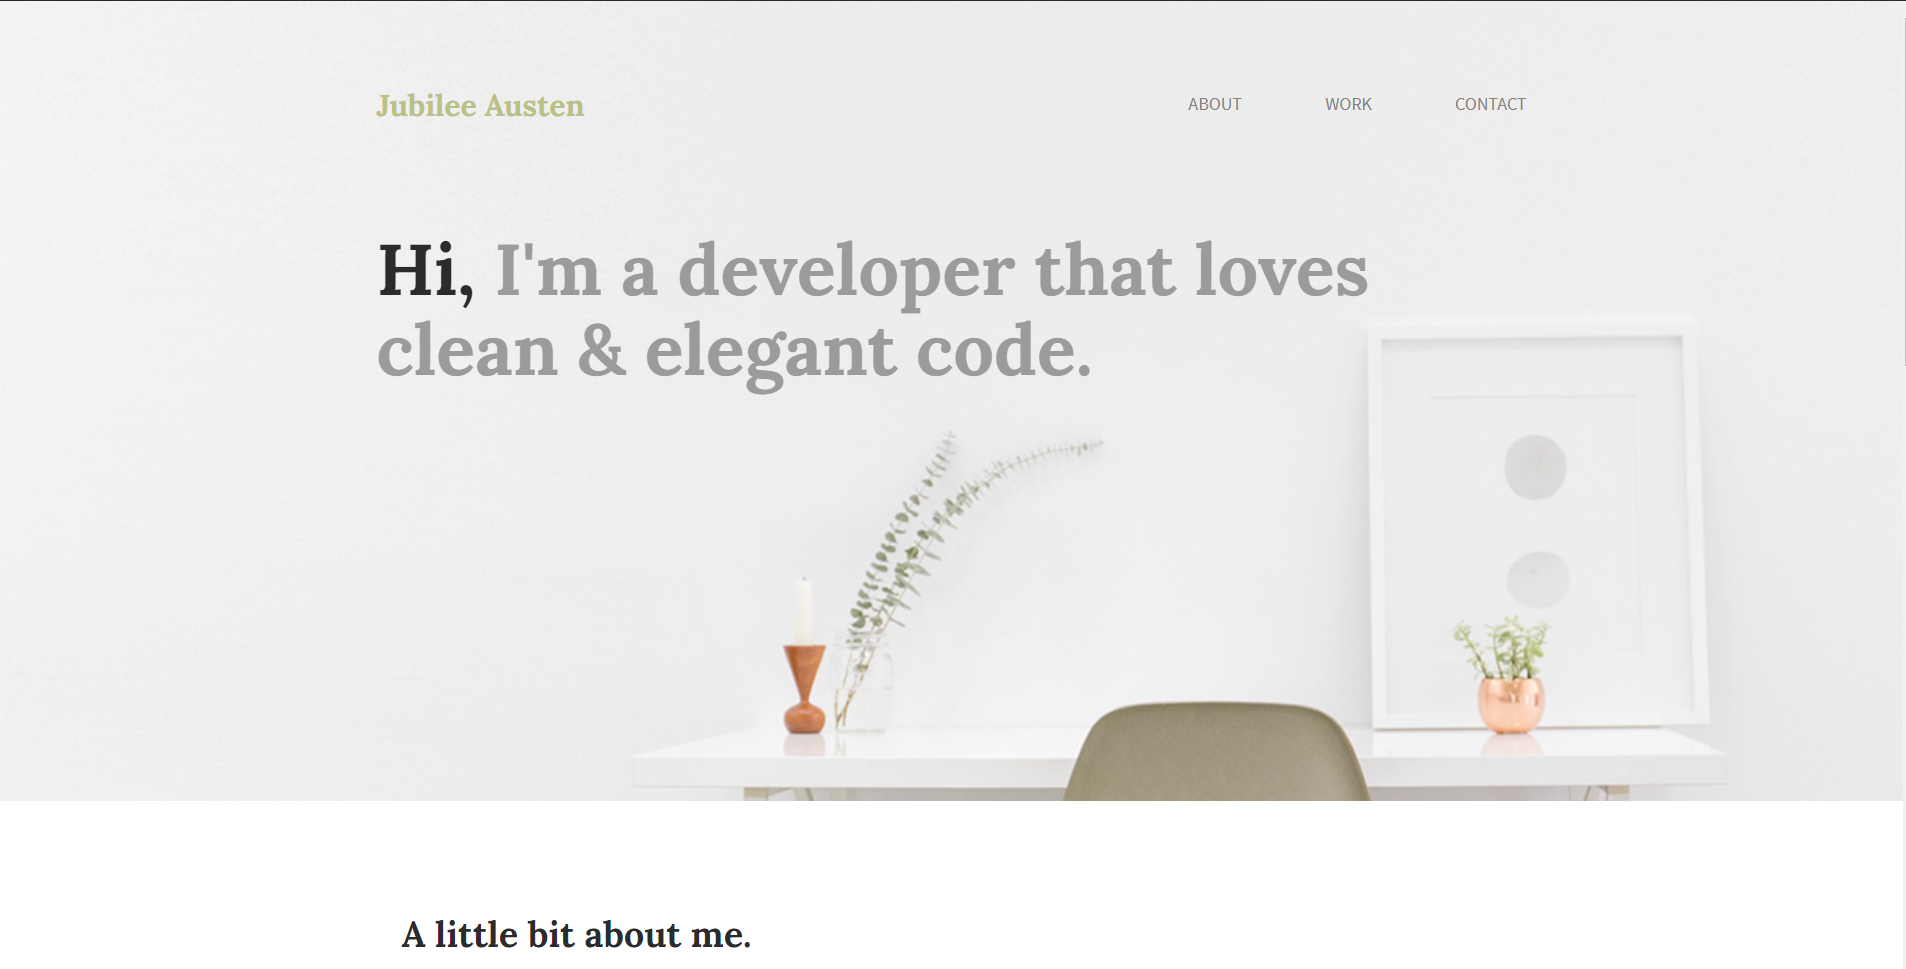 Jubilee Austen
ABOUT WORK CONTACT
Hi, I'm a developer that loves
clean & elegant code.
A little bit about me.